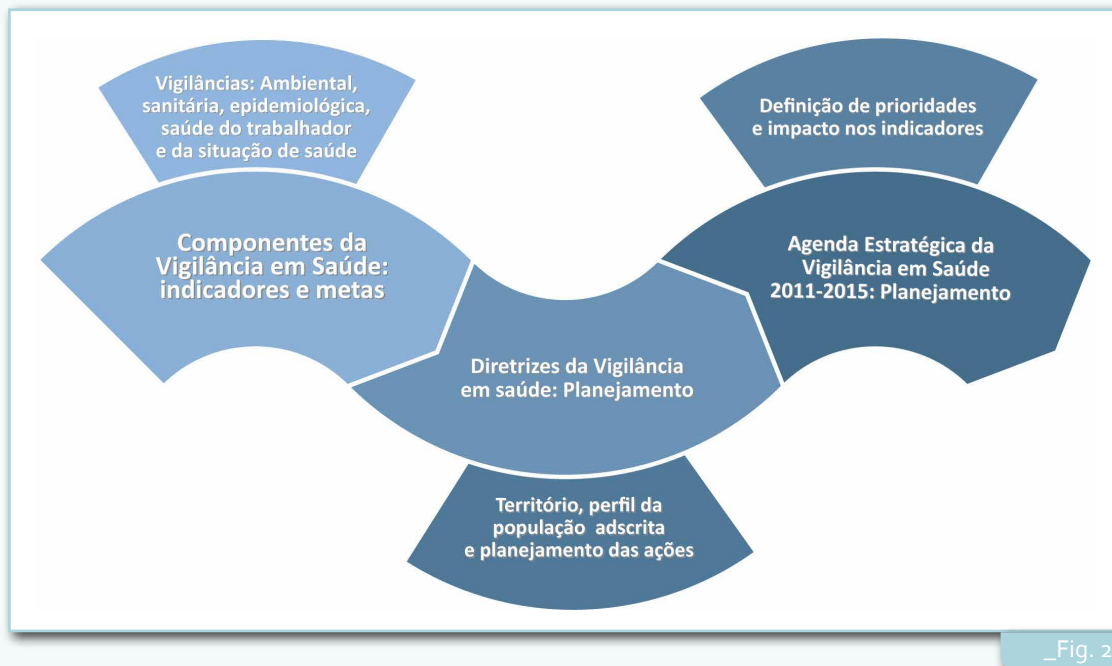 Vigilâncias: Ambiental,
sanitária, epidemiológica,
saúde do trabalhador
e da situação de saúde
Componentes da
Vigilância em Saúde:
indicadores e metas
Diretrizes da Vigilância
em saúde: Planejamento
Território, perfil da
população adscrita
e planejamento das ações
Definição de prioridades
e impacto nos indicadores
Agenda Estratégica da
Vigilância em Saúde
2011-2015: Planejamento
_Fig. 2